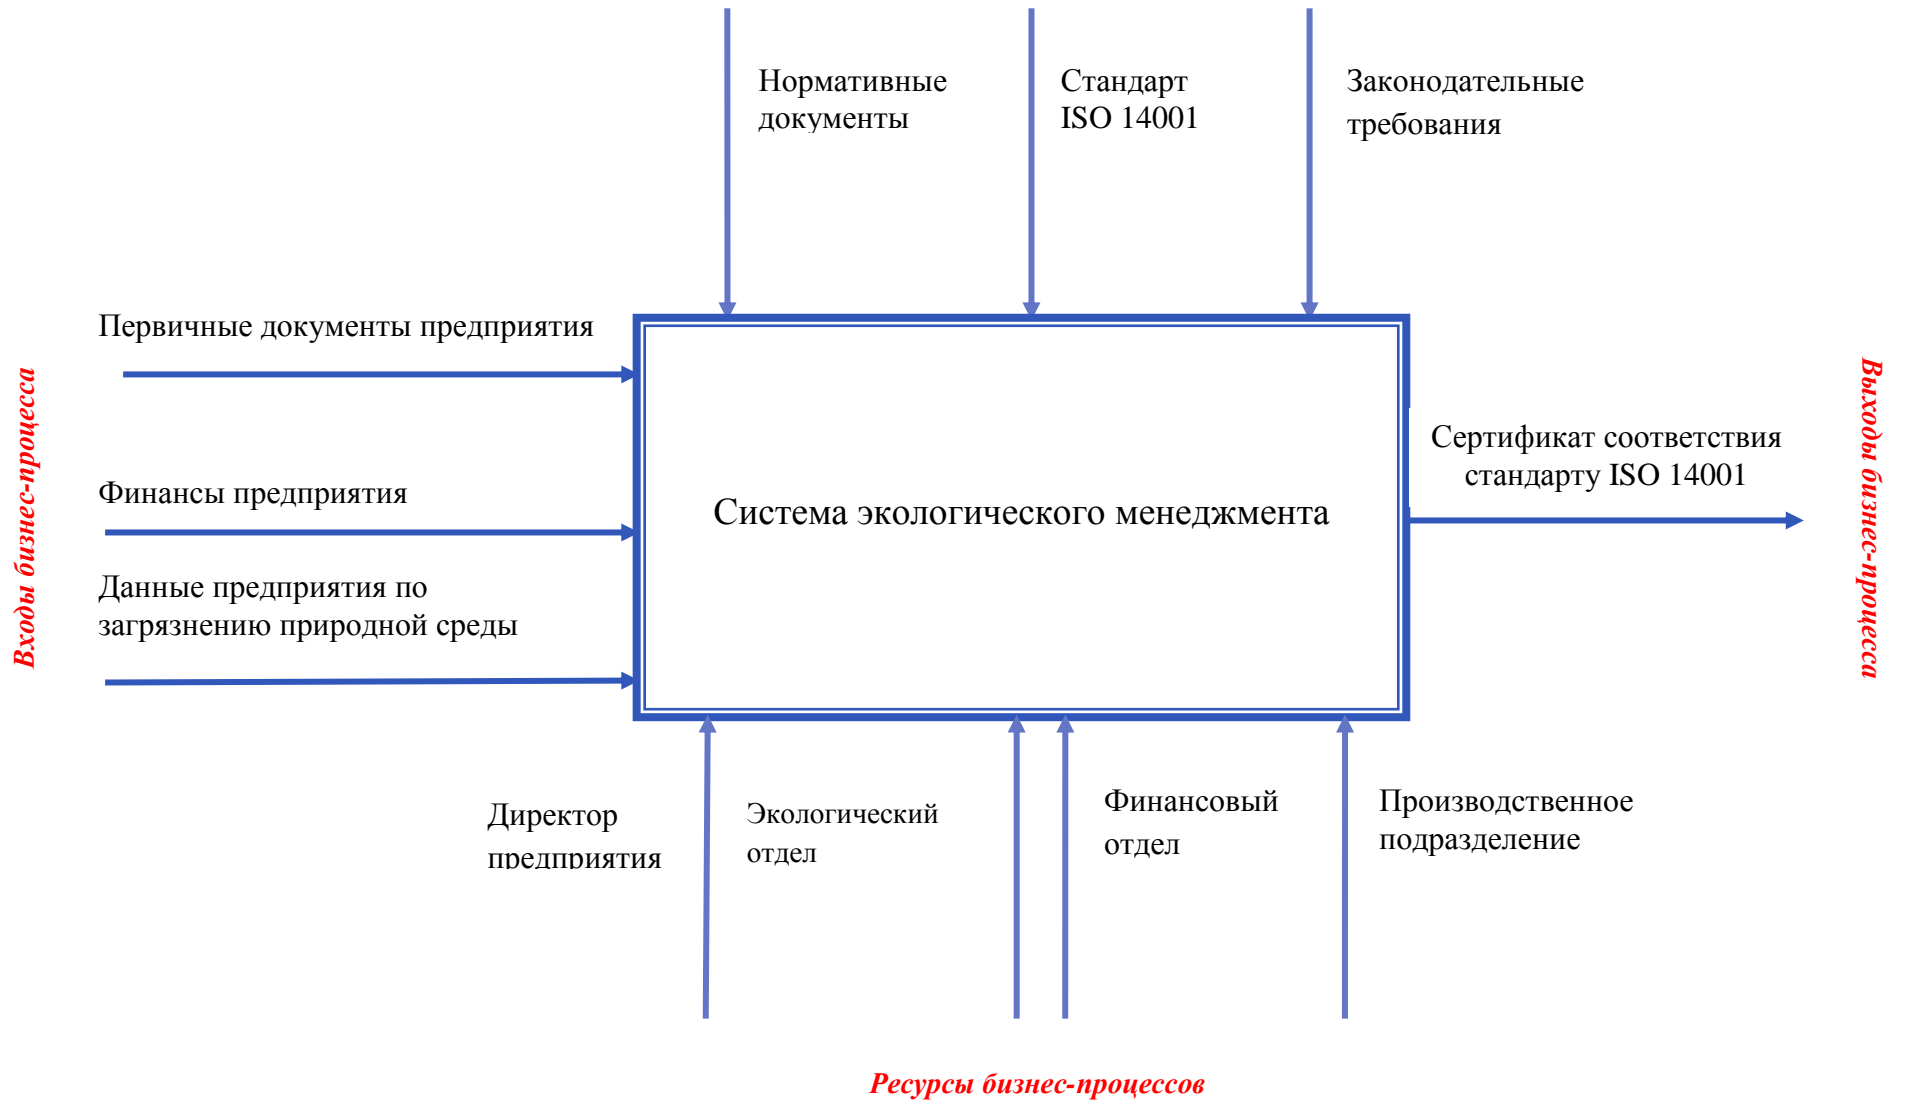 Нормативные
документы
Стандарт
ISO 14001
Законодательные
требования
Входы бизнес-процесса
Первичные документы предприятия
Финансы предприятия
Данные предприятия по
загрязнению природной среды
Система экологического менеджмента
Сертификат соответствия
стандарту ISO 14001
Выходы бизнес-процесса
Директор
предприятия
Экологический
отдел
Финансовый
отдел
Производственное
подразделение
Ресурсы бизнес-процессов